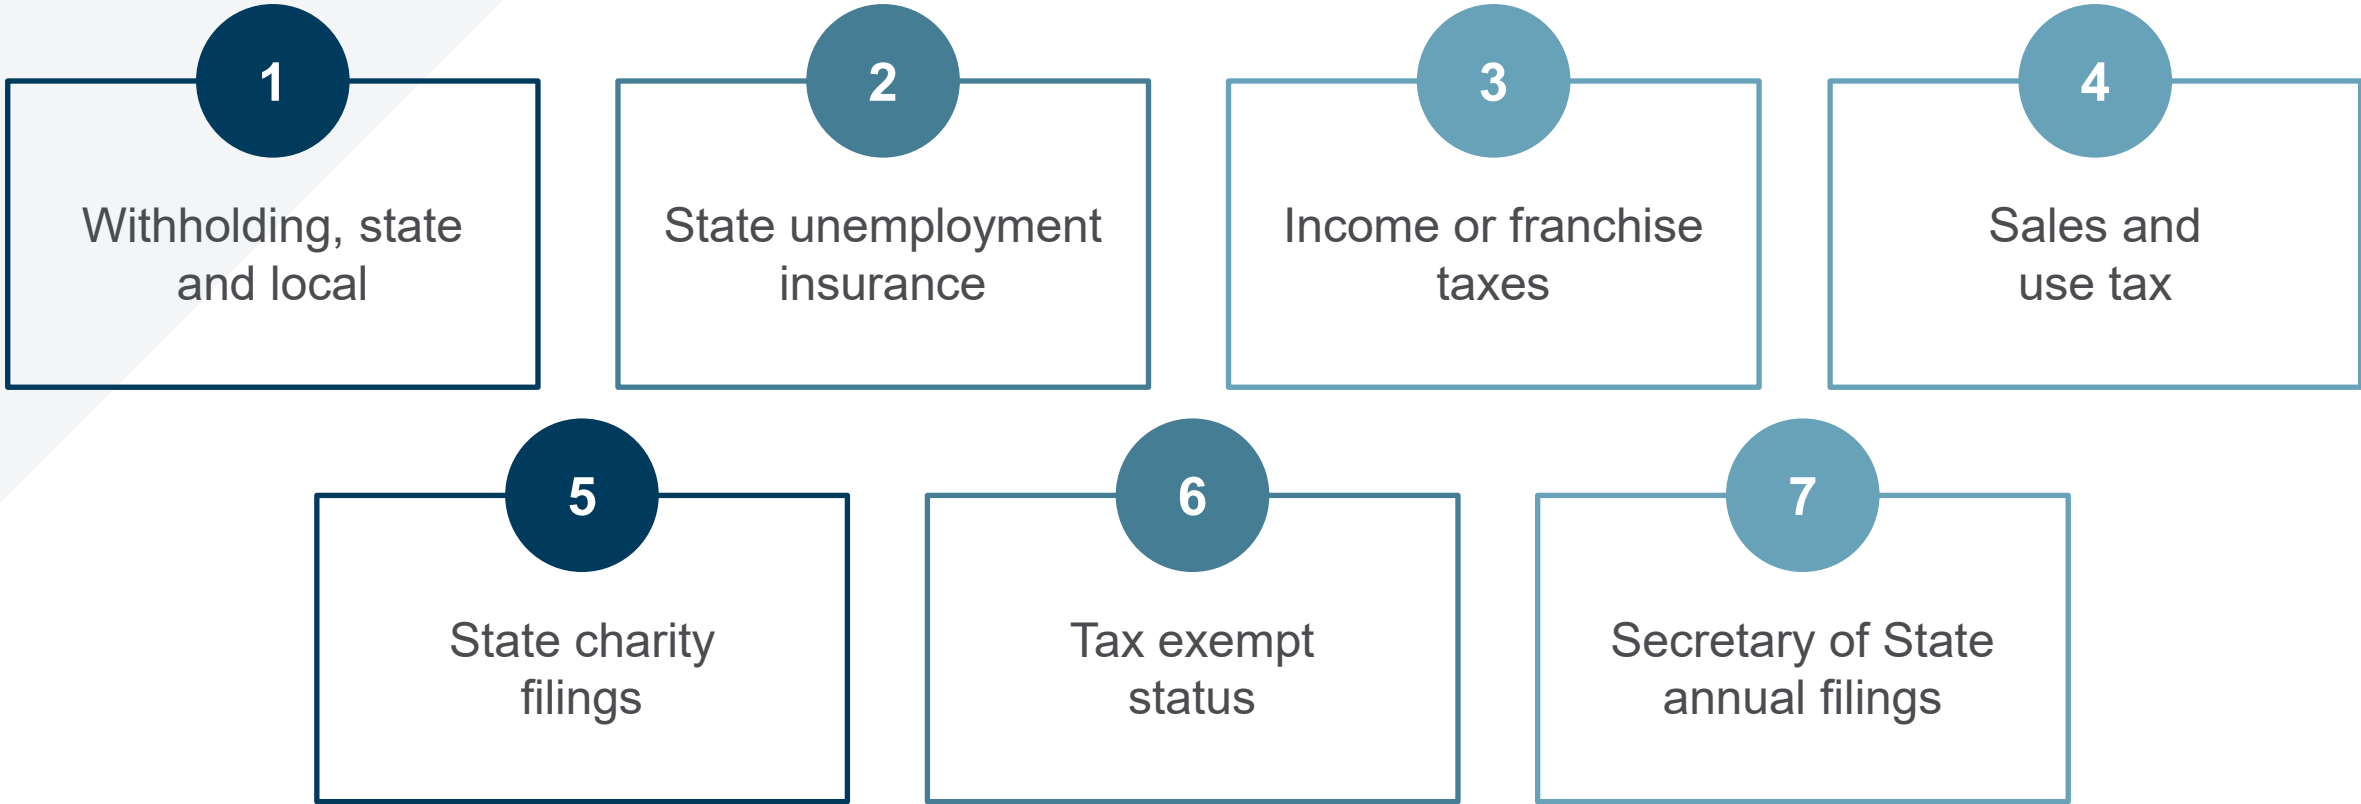 1
Withholding, state
and local
2
State unemployment
insurance
3
Income or franchise
taxes
4
Sales and
use tax
5
State charity
filings
6
Tax exempt
status
7
Secretary of State
annual filings